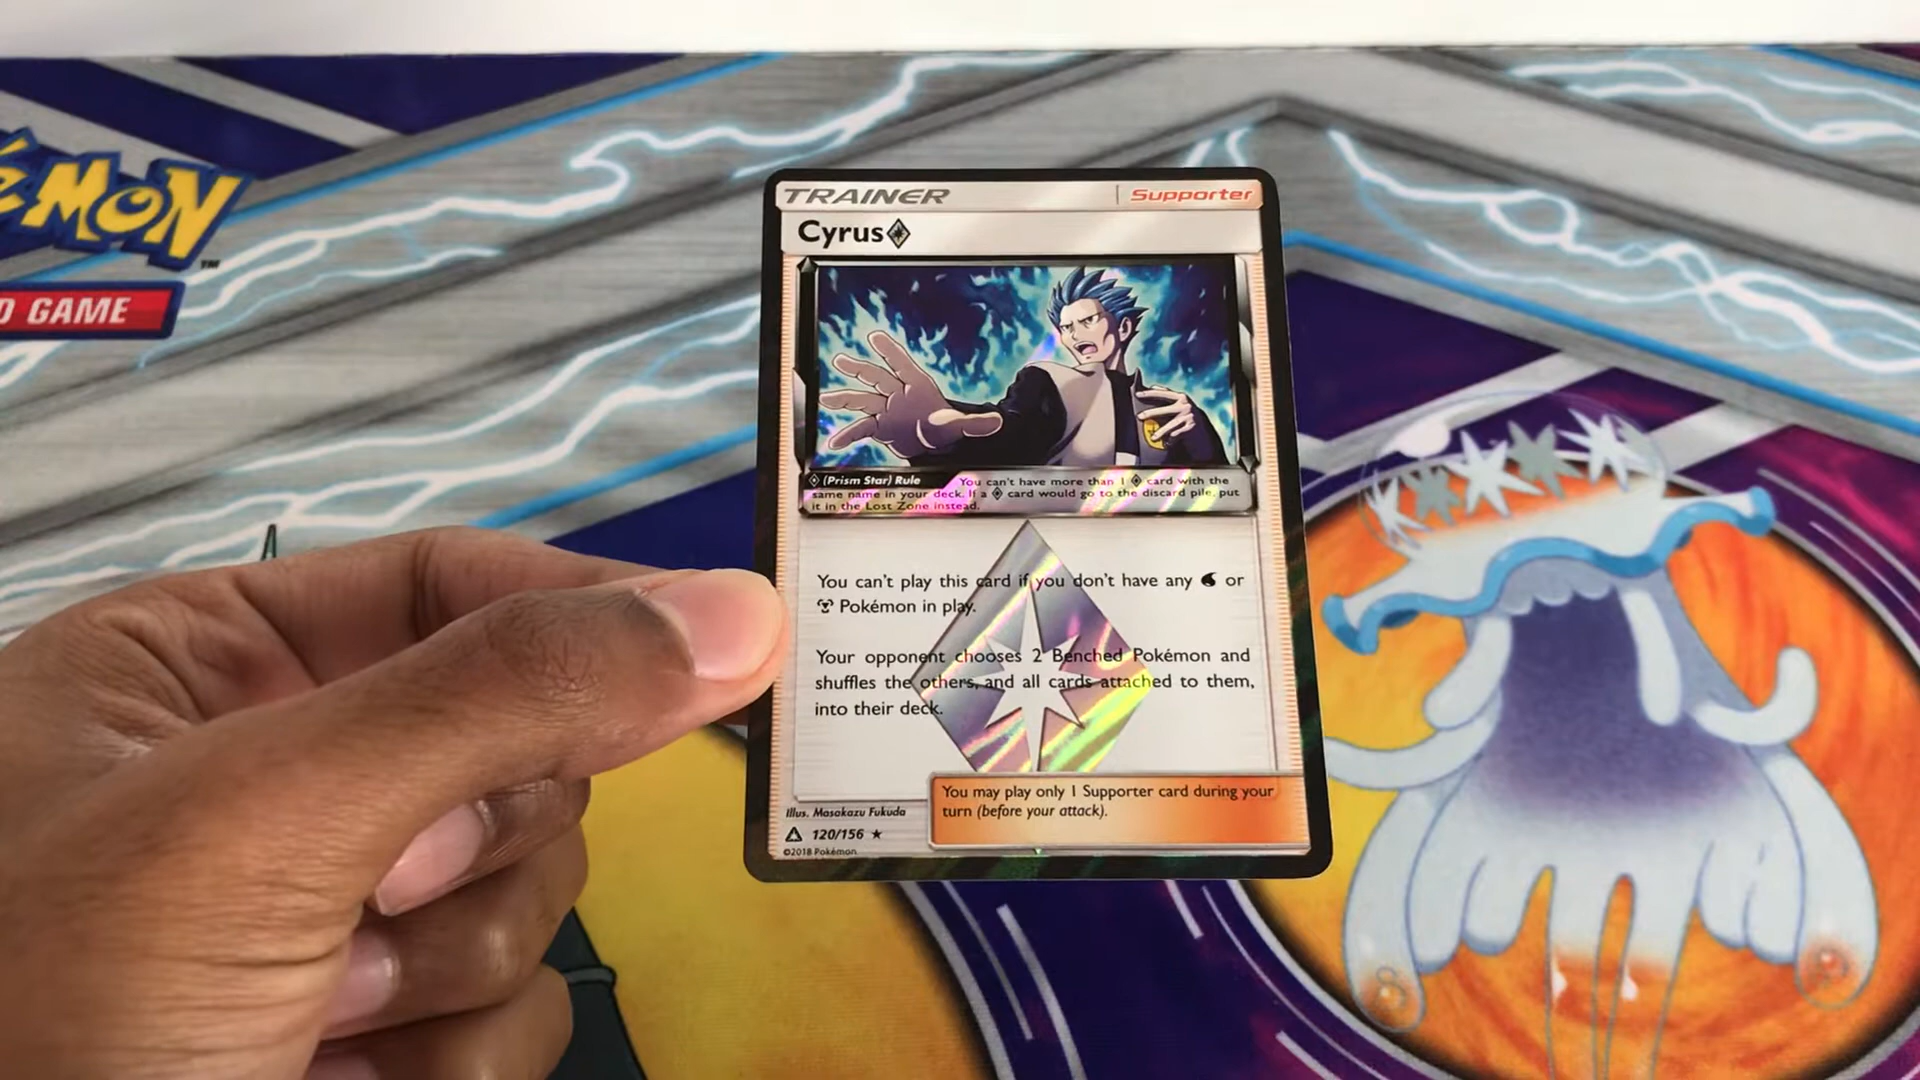 éMON
TM
D GAME
TRAINER
Supporter
Cyrus
(Prism Star) Rule You can't have more than 1 card with the
same name in your deck. If a card would go to the discard pile, put
it in the Lost Zone instead.
You can't play this card if you don't have any or
Pokémon in play.
Your opponent chooses 2 Benched Pokémon and
shuffles the others, and all cards attached to them,
into their deck.
You may play only 1 Supporter card during your
turn (before your attack).
Illus. Masakazu Fukuda
120/156 ★
©2018 Pokémon